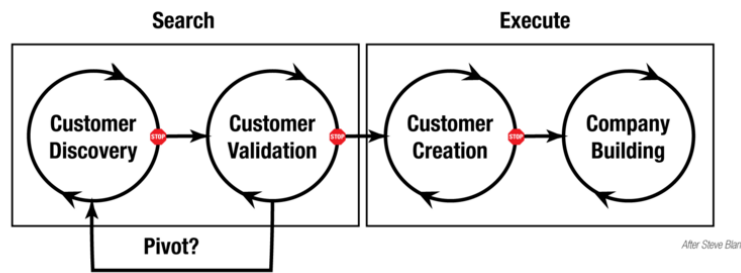 Search
Execute
Customer
Discovery
STOP
Customer
Validation
STOP
Customer
Creation
STOP
Company
Building
Pivot?
After Steve Blan